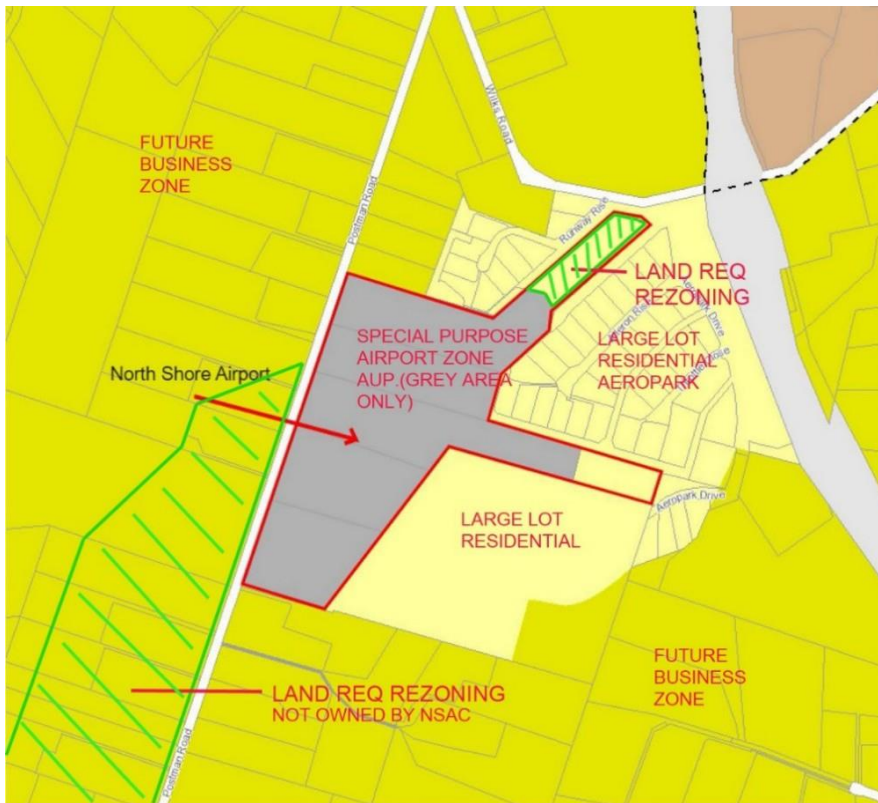 Wilks Road
FUTURE
BUSINESS
ZONE
Postman Road
Runway Rise
LAND REQ
REZONING
SPECIAL PURPOSE
AIRPORT ZONE
AUP.(GREY AREA
ONLY)
Aeropark Drive
LARGE LOT
RESIDENTIAL
AEROPARK
North Shore Airport
LARGE LOT
RESIDENTIAL
Aeropark Drive
FUTURE
BUSINESS
ZONE
LAND REQ REZONING
NOT OWNED BY NSAC
Postman Road